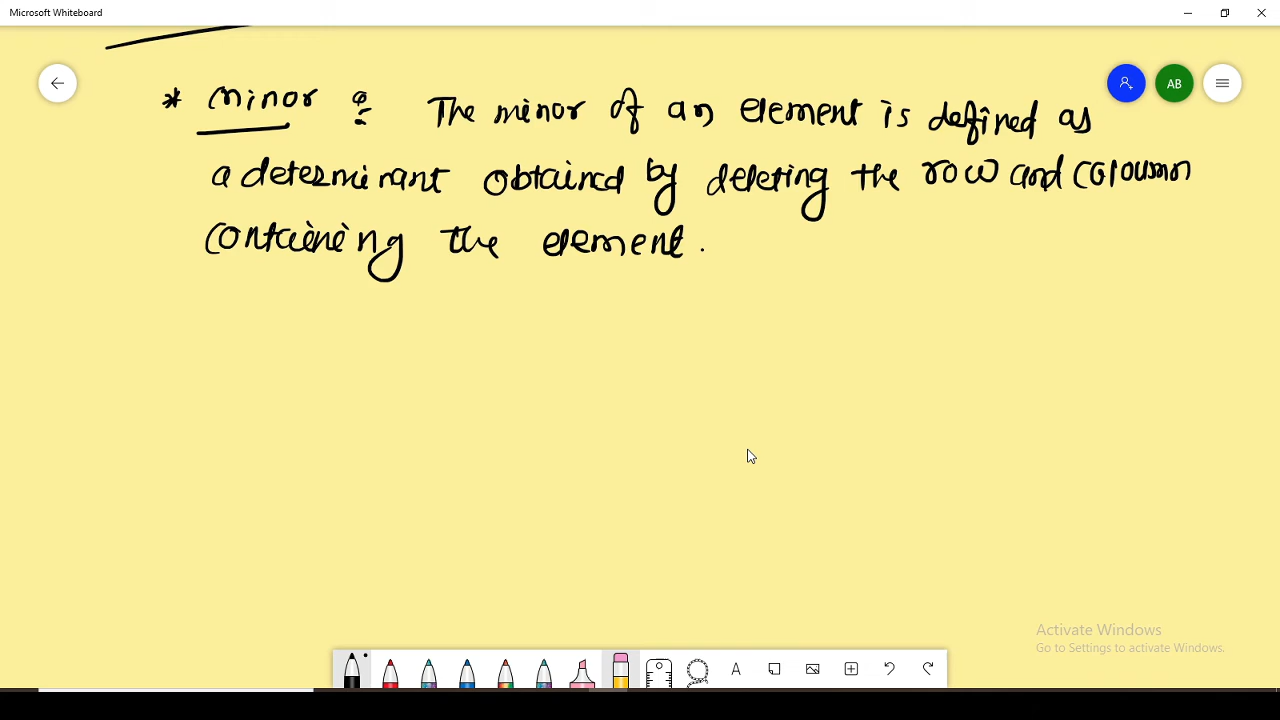 Microsoft Whiteboard
AB
* Minor : The minor of an element is defined as
a determinant obtained by deleting the row and coloumn
containing the element.
Activate Windows
Go to Settings to activate Windows.
A